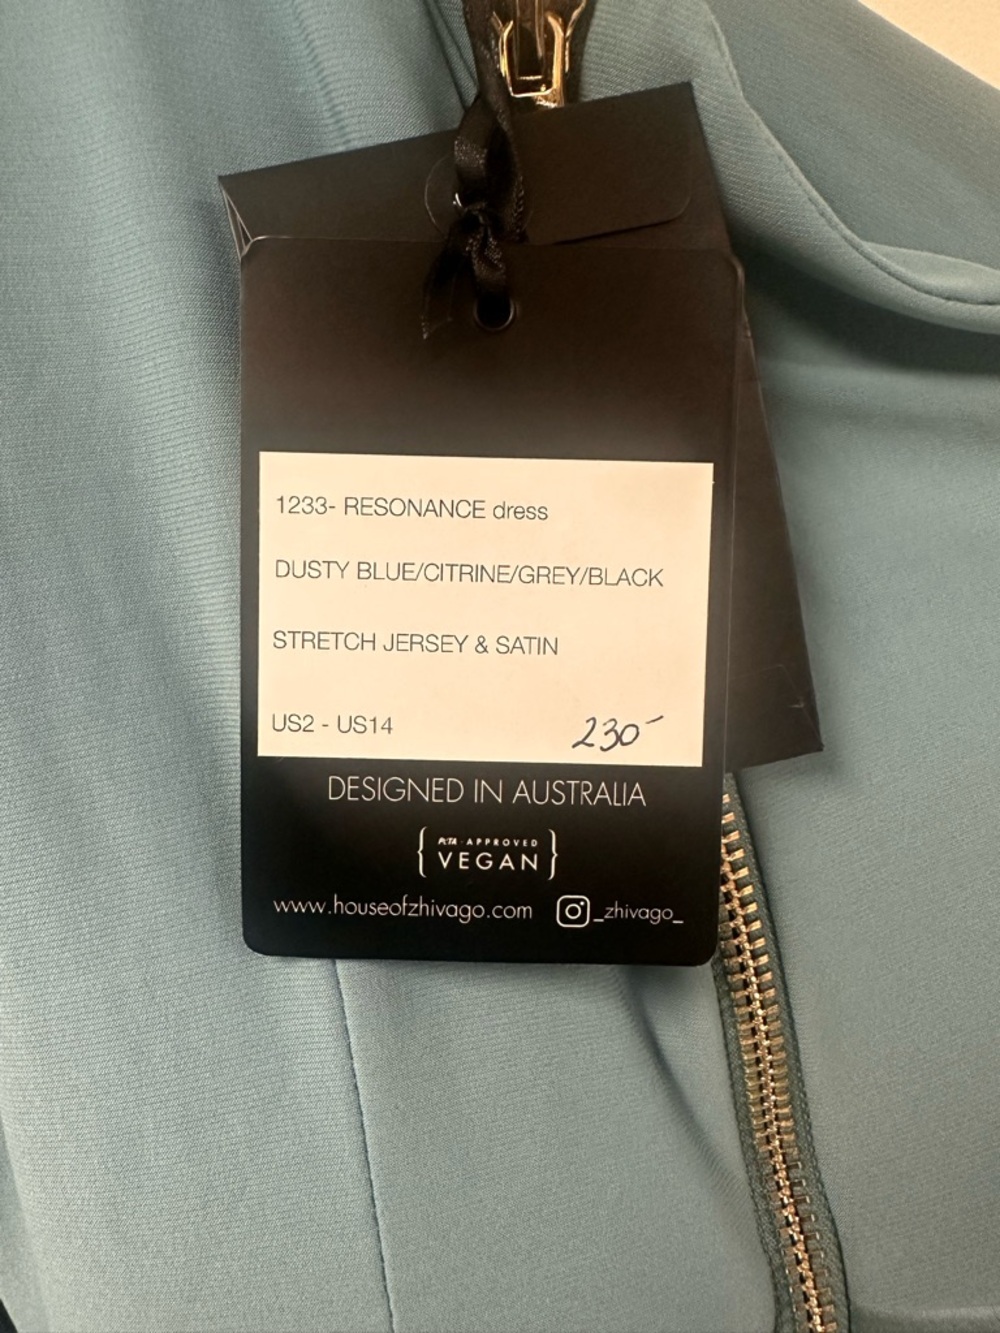 1233- RESONANCE dress
DUSTY BLUE/CITRINE/GREY/BLACK
STRETCH JERSEY & SATIN
US2 - US14 230-
DESIGNED IN AUSTRALIA
PETA - APPROVED
VEGAN
www.houseofzhivago.com _zhivago_